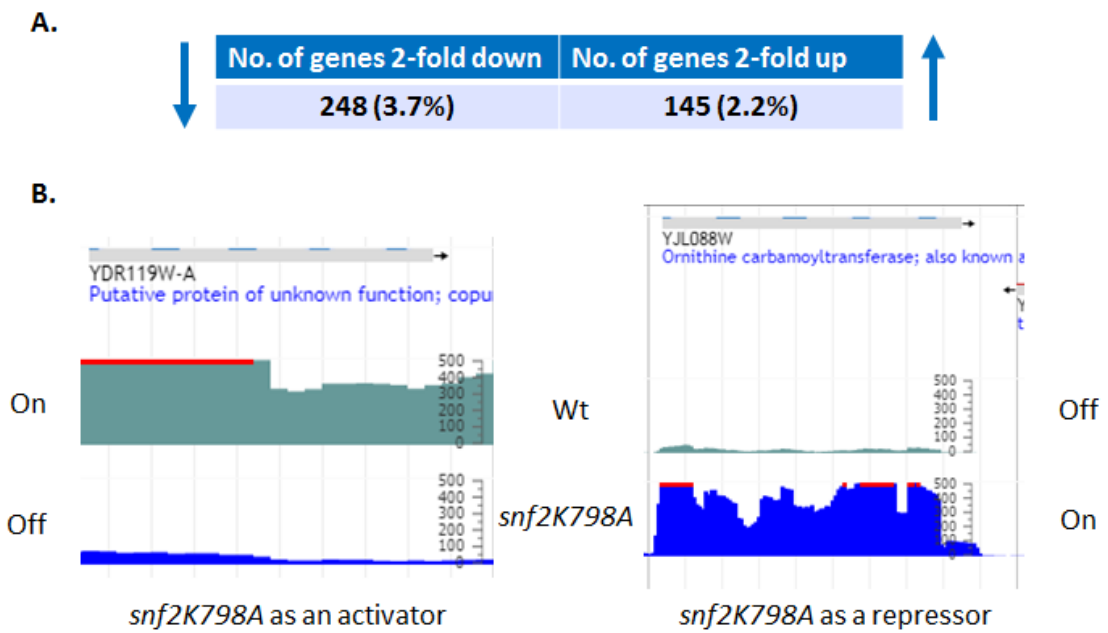 A.
No. of genes 2-fold down No. of genes 2-fold up
248 (3.7%) 145 (2.2%)
B.
YDR119W-A
Putative protein of unknown function; copu
YJL088W
Ornithine carbamoyltransferase; also known a
Y
t
On
500
400
300
200
100
0
Wt
500
400
300
200
100
0
Off
Off
500
400
300
200
100
0
snf2K798A
500
400
300
200
100
0
On
snf2K798A as an activator
snf2K798A as a repressor